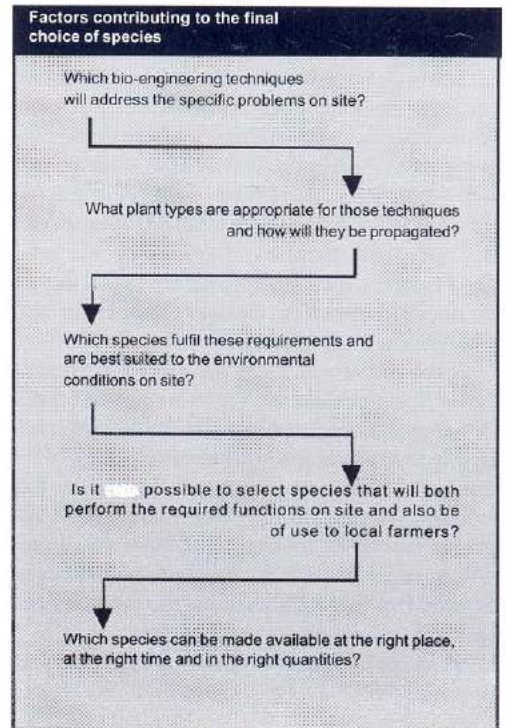 Factors contributing to the final
choice of species
Which bio-engineering techniques
will address the specific problems on site?
What plant types are appropriate for those techniques
and how will they be propagated?
Which species fulfil these requirements and
are best suited to the environmental
conditions on site?
Is it possible to select species that will both
perform the required functions on site and also be
of use to local farmers?
Which species can be made available at the right place,
at the right time and in the right quantities?